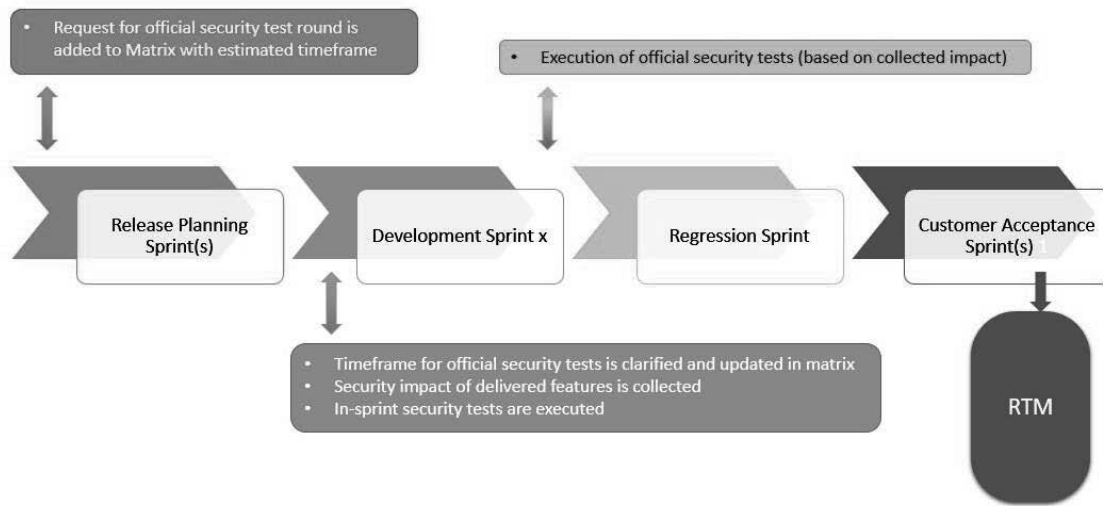 • Request for official security test round is
added to Matrix with estimated timeframe
• Execution of official security tests (based on collected impact)
Release Planning
Sprint(s)
Development Sprint x
Regression Sprint
Customer Acceptance
Sprint(s) 1
• Timeframe for official security tests is clarified and updated in matrix
• Security impact of delivered features is collected
• In-sprint security tests are executed
RTM